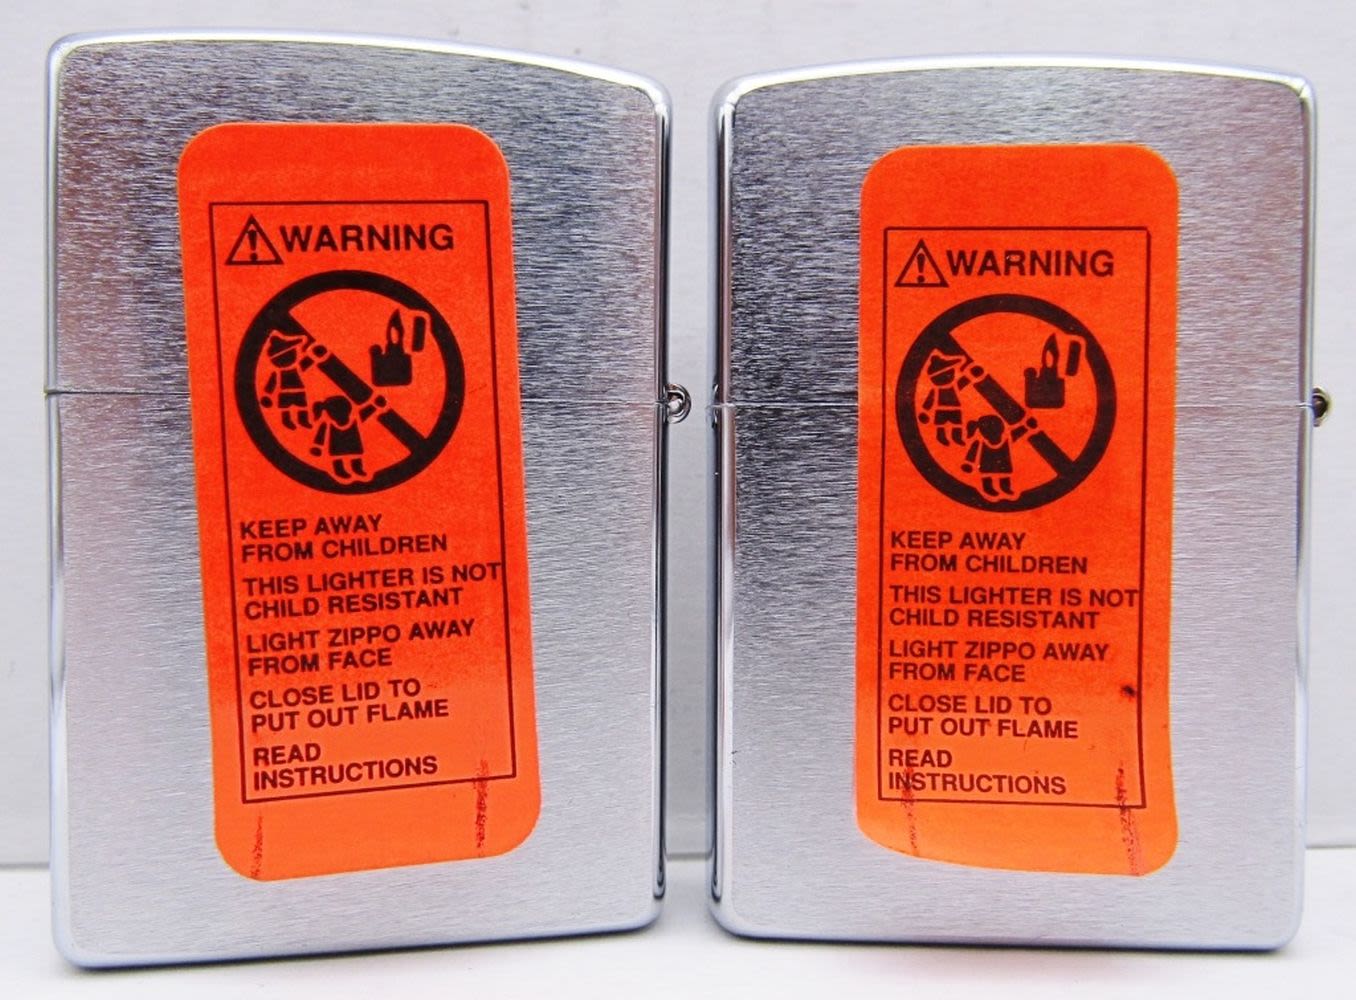 WARNING
KEEP AWAY
FROM CHILDREN
THIS LIGHTER IS NOT
CHILD RESISTANT
LIGHT ZIPPO AWAY
FROM FACE
CLOSE LID TO
PUT OUT FLAME
READ
INSTRUCTIONS
WARNING
KEEP AWAY
FROM CHILDREN
THIS LIGHTER IS NOT
CHILD RESISTANT
LIGHT ZIPPO AWAY
FROM FACE
CLOSE LID TO
PUT OUT FLAME
READ
INSTRUCTIONS